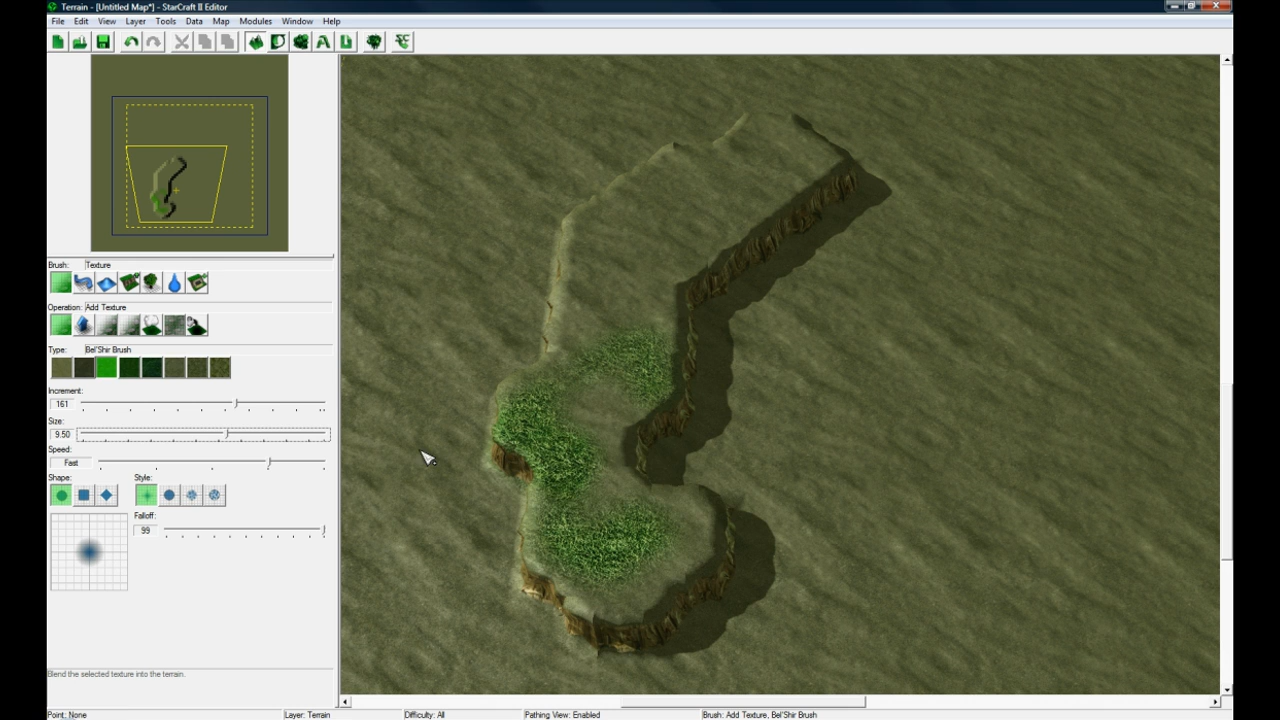 Terrain - [Untitled Map*] - StarCraft II Editor
File Edit View Layer Tools Data Map Modules Window Help
Brush: Texture
Operation: Add Texture
Type: Bel'Shir Brush
Increment:
161
Size:
9.50
Speed:
Fast
Shape: Style:
Falloff:
99
Blend the selected texture into the terrain.
Point: None Layer: Terrain Difficulty: All Pathing View: Enabled Brush: Add Texture, Bel'Shir Brush